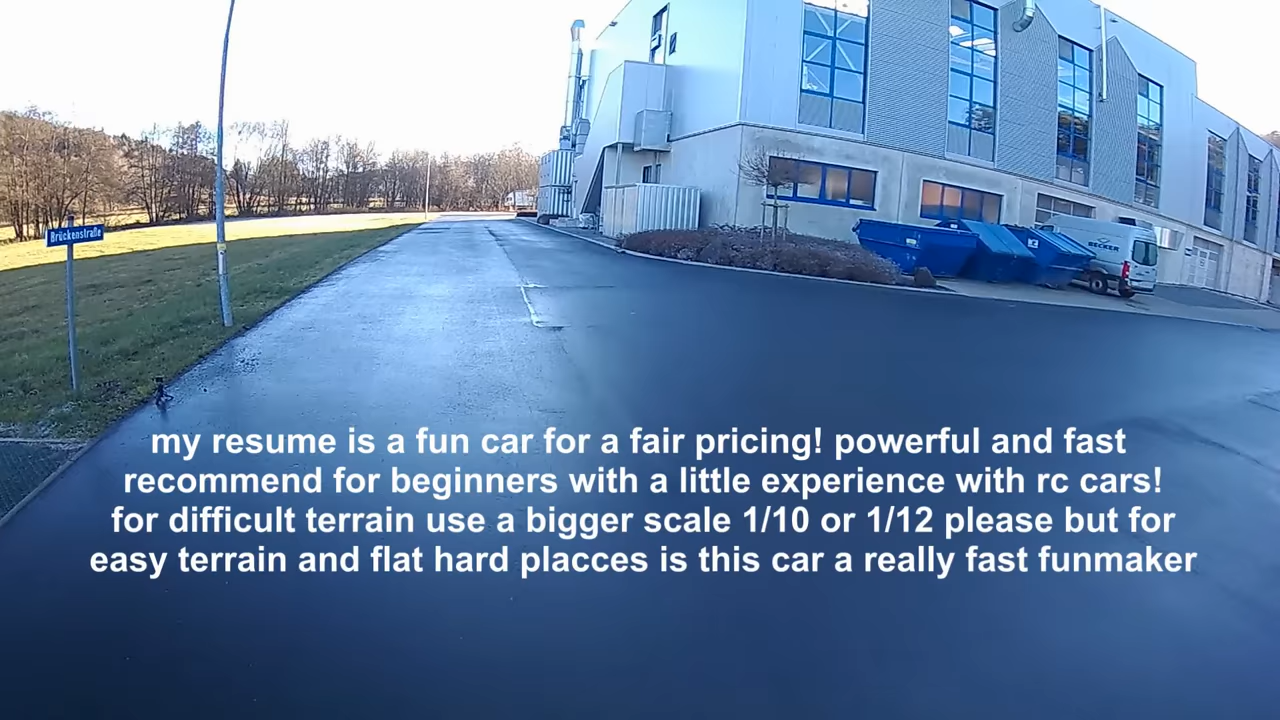 Brückenstraße
BECKER
my resume is a fun car for a fair pricing! powerful and fast
recommend for beginners with a little experience with rc cars!
for difficult terrain use a bigger scale 1/10 or 1/12 please but for
easy terrain and flat hard placces is this car a really fast funmaker